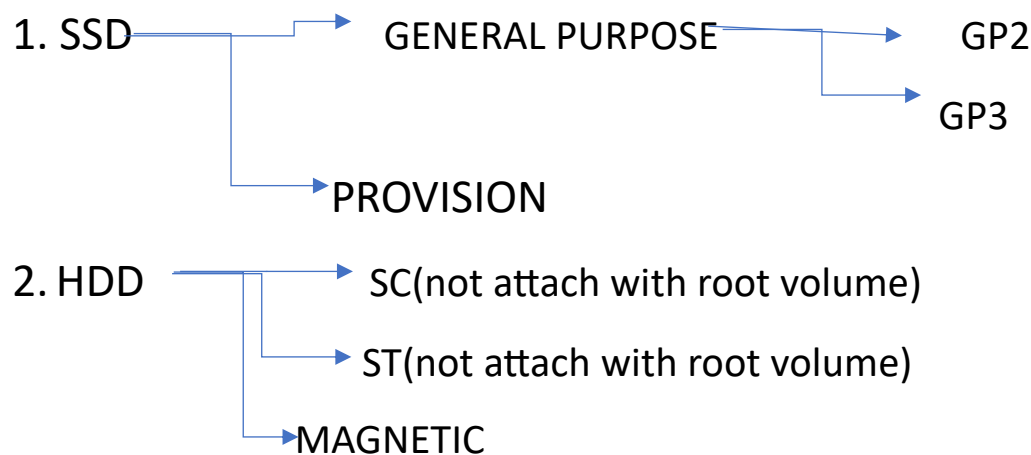 1. SSD GENERAL PURPOSE GP2
GP3
PROVISION
2. HDD SC(not attach with root volume)
ST(not attach with root volume)
MAGNETIC